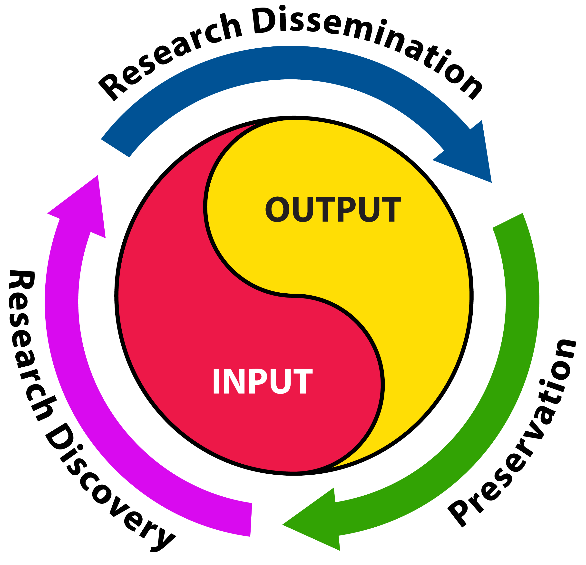 Research Dissemination
OUTPUT
INPUT
Preservation
Research Discovery